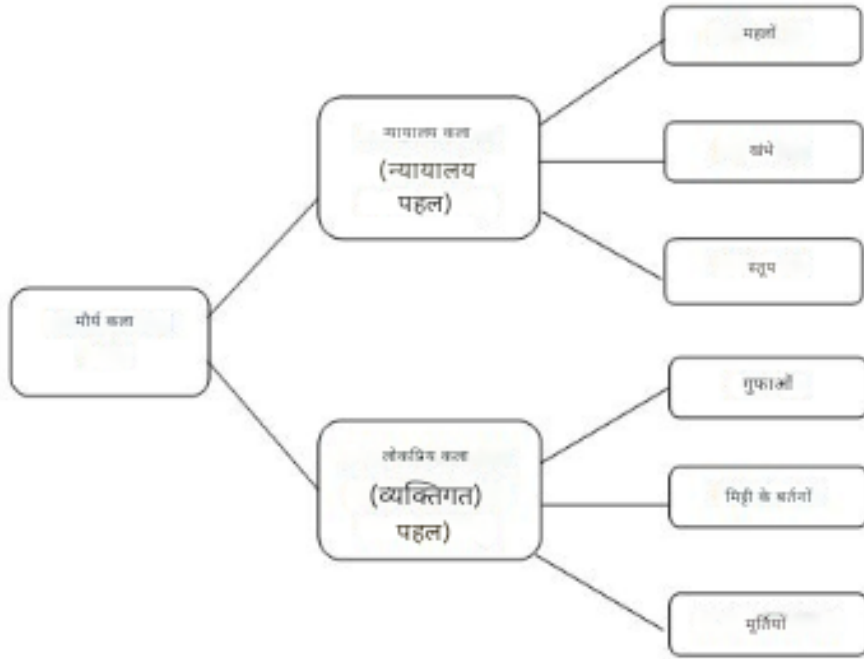 मौर्य कला
न्यायालय कला
(न्यायालय
पहल)
लोकप्रिय कला
(व्यक्तिगत)
पहल)
महलों
खंभे
स्तूप
गुफाओं
मिट्टी के बर्तनों
मूर्तियों